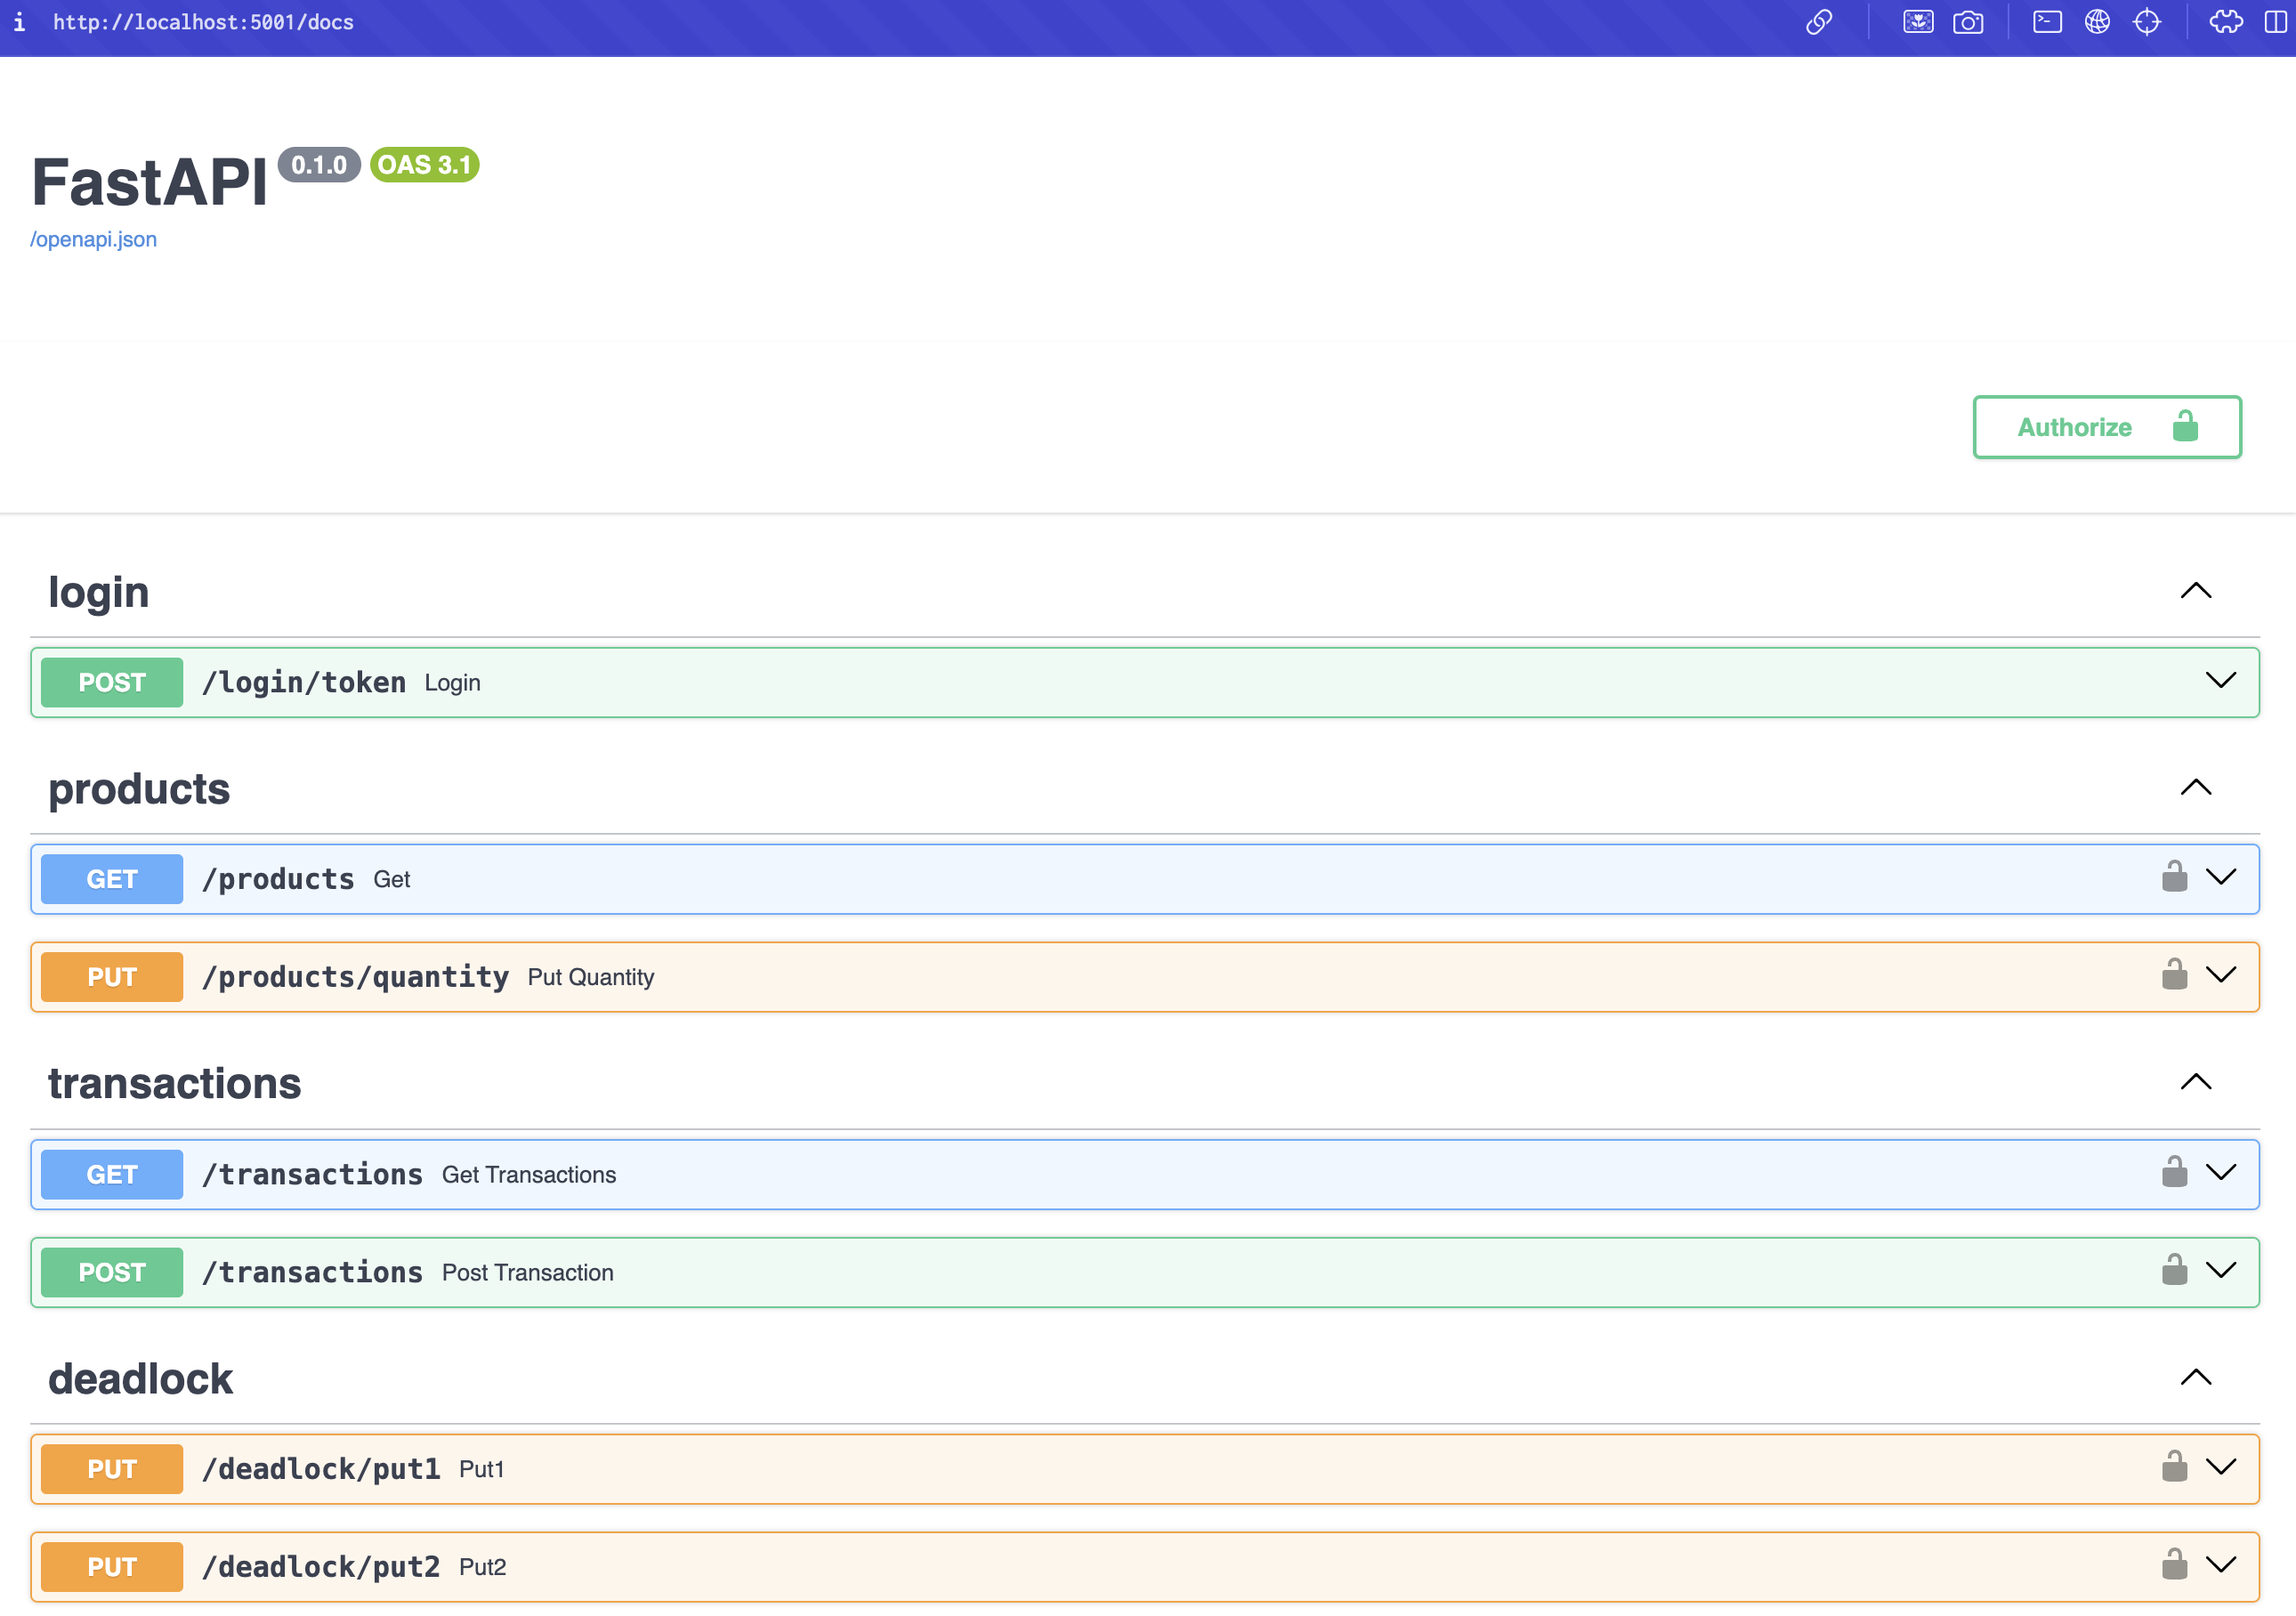 i http://localhost:5001/docs
FastAPI 0.1.0 OAS 3.1
/openapi.json
Authorize
login
POST /login/token Login
products
GET /products Get
PUT /products/quantity Put Quantity
transactions
GET /transactions Get Transactions
POST /transactions Post Transaction
deadlock
PUT /deadlock/put1 Put1
PUT /deadlock/put2 Put2